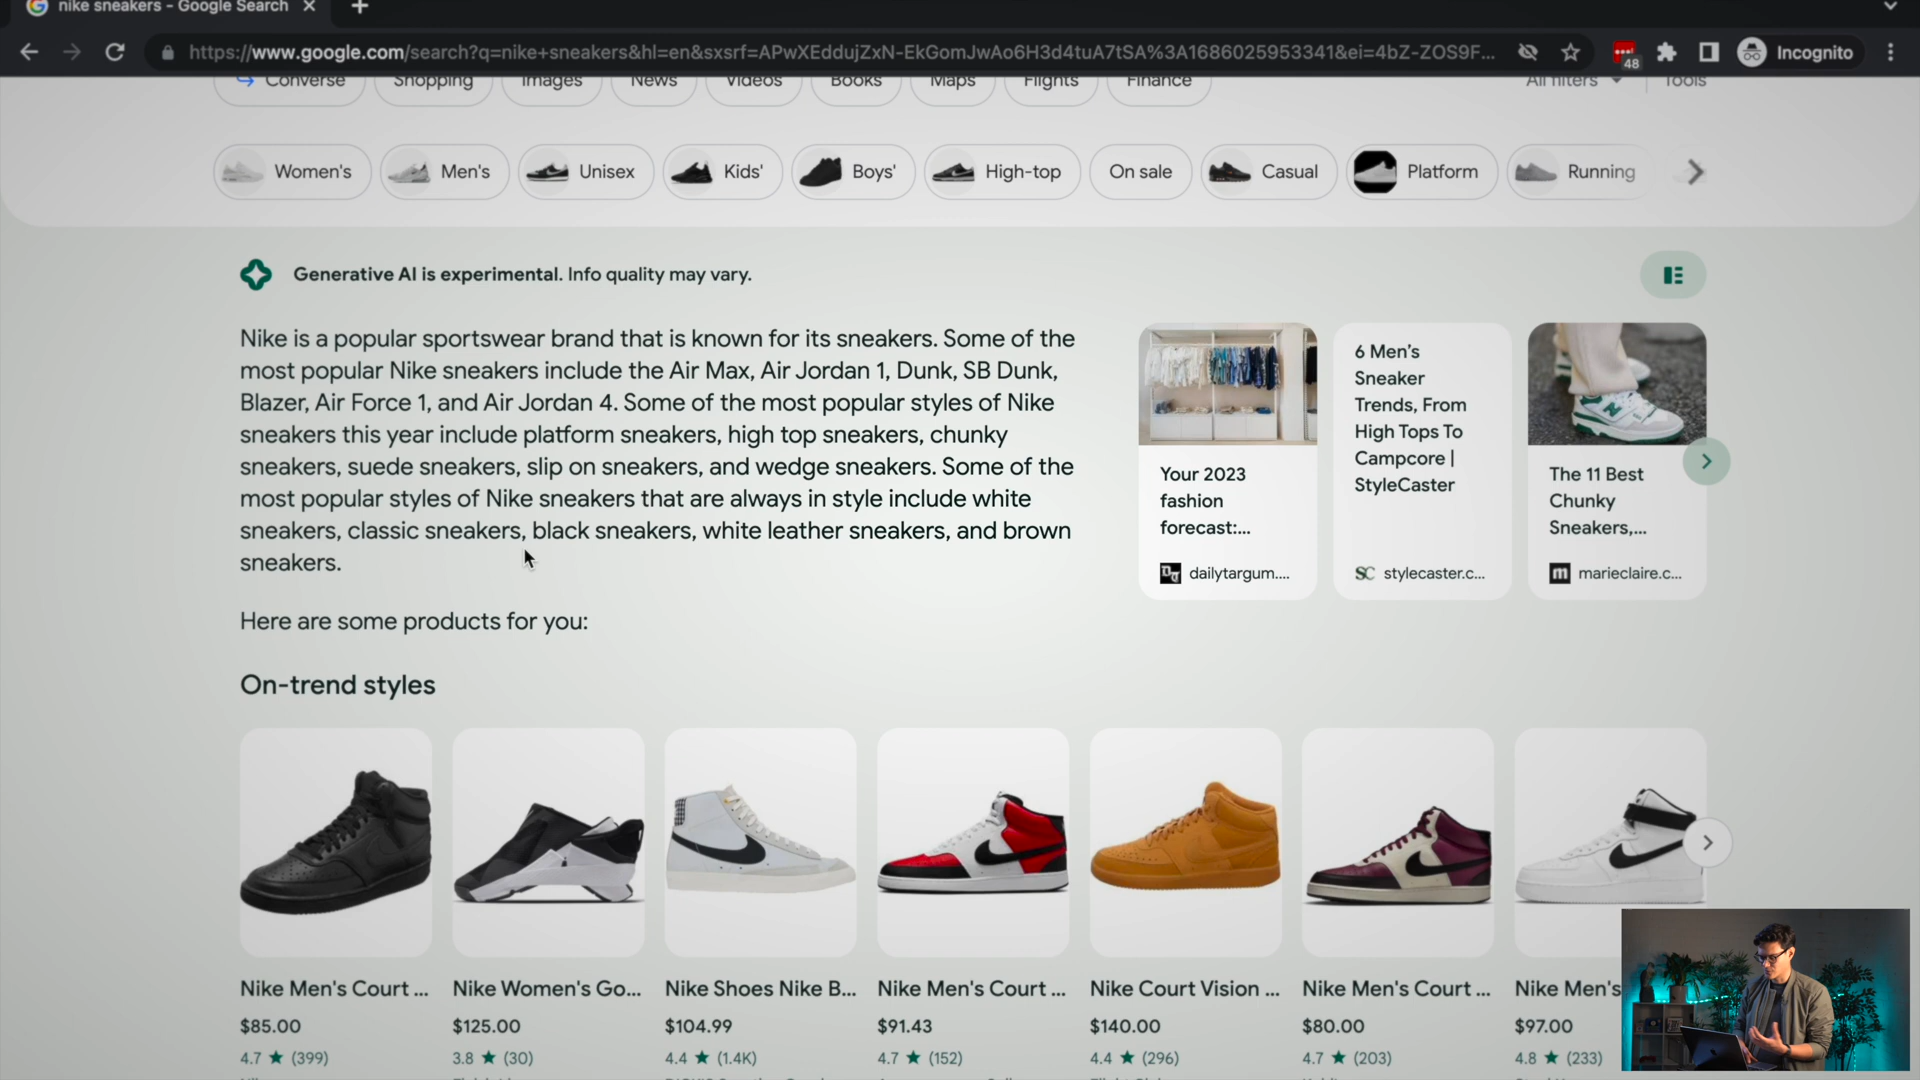 nike sneakers - Google Search
https://www.google.com/search?q=nike+sneakers&hl=en&sxsrf=APwXEddujZxN-EkGomJwAo6H3d4tuA7tSA%3A1686025953341&ei=4bZ-ZOS9F...
48
Incognito
Converse Shopping Images News Videos Books Maps Flights Finance All filters Tools
Women's Men's Unisex Kids' Boys' High-top On sale Casual Platform Running
Generative AI is experimental. Info quality may vary.
Nike is a popular sportswear brand that is known for its sneakers. Some of the
most popular Nike sneakers include the Air Max, Air Jordan 1, Dunk, SB Dunk,
Blazer, Air Force 1, and Air Jordan 4. Some of the most popular styles of Nike
sneakers this year include platform sneakers, high top sneakers, chunky
sneakers, suede sneakers, slip on sneakers, and wedge sneakers. Some of the
most popular styles of Nike sneakers that are always in style include white
sneakers, classic sneakers, black sneakers, white leather sneakers, and brown
sneakers.
Your 2023
fashion
forecast:...
dailytargum....
6 Men's
Sneaker
Trends, From
High Tops To
Campcore |
StyleCaster
SC stylecaster.c...
The 11 Best
Chunky
Sneakers,...
m marieclaire.c...
Here are some products for you:
On-trend styles
Nike Men's Court ... Nike Women's Go... Nike Shoes Nike B... Nike Men's Court ... Nike Court Vision ... Nike Men's Court ... Nike Men's
$85.00 $125.00 $104.99 $91.43 $140.00 $80.00 $97.00
4.7 ★ (399) 3.8 ★ (30) 4.4 ★ (1.4K) 4.7 ★ (152) 4.4 ★ (296) 4.7 ★ (203) 4.8 ★ (233)